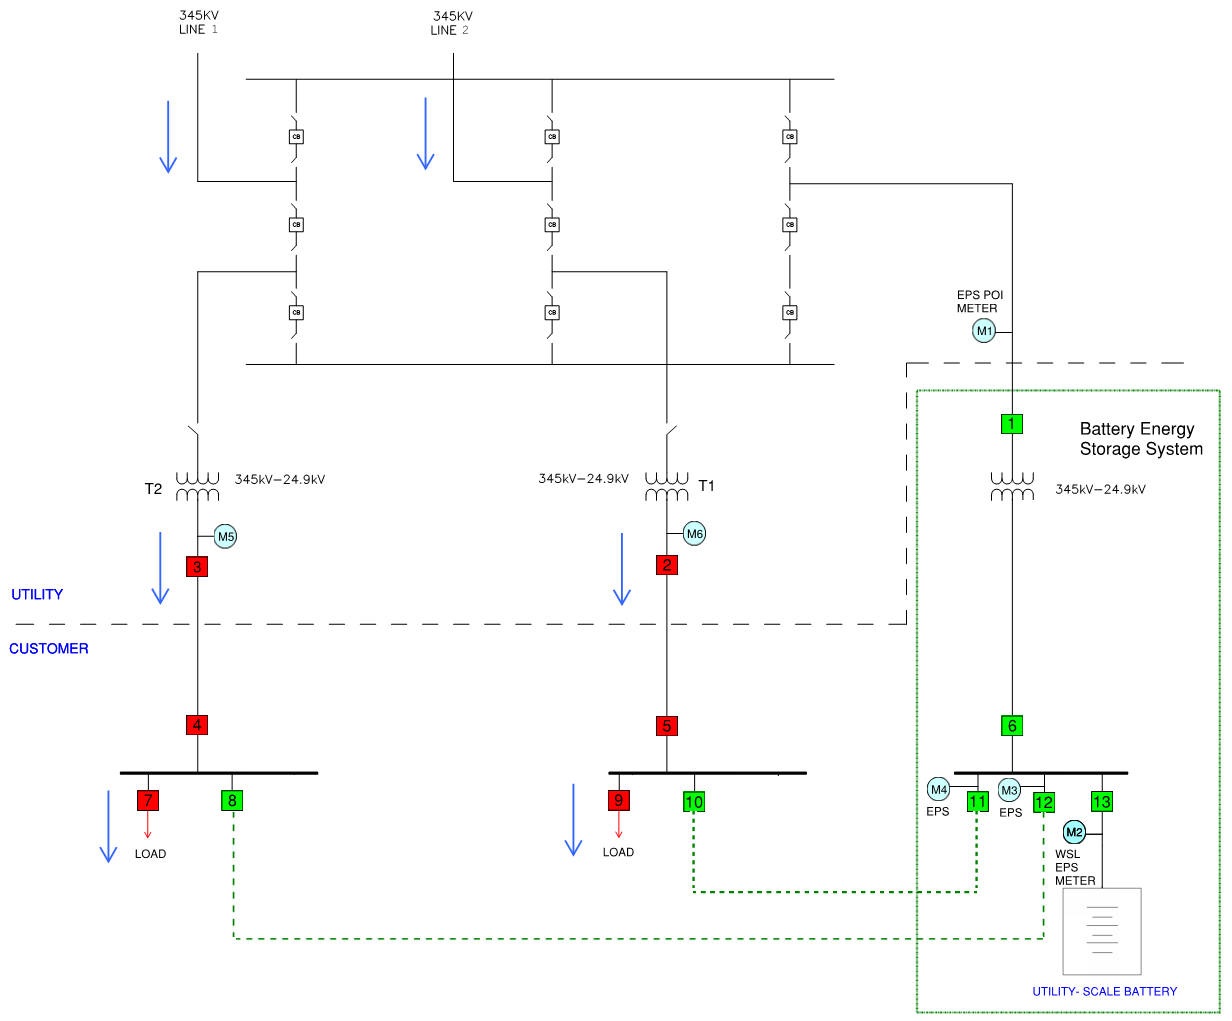 345KV
LINE 1
345KV
LINE 2
CB
CB
CB
CB
CB
CB
CB
CB
CB
EPS POI
METER
M1
1
Battery Energy
Storage System
T2
345kV-24.9kV
345kV-24.9kV
T1
345kV-24.9kV
M5
M6
3
2
UTILITY
CUSTOMER
4
5
6
7
8
9
10
M4
M3
11
12
13
EPS
EPS
M2
LOAD
LOAD
WSL
EPS
METER
UTILITY- SCALE BATTERY